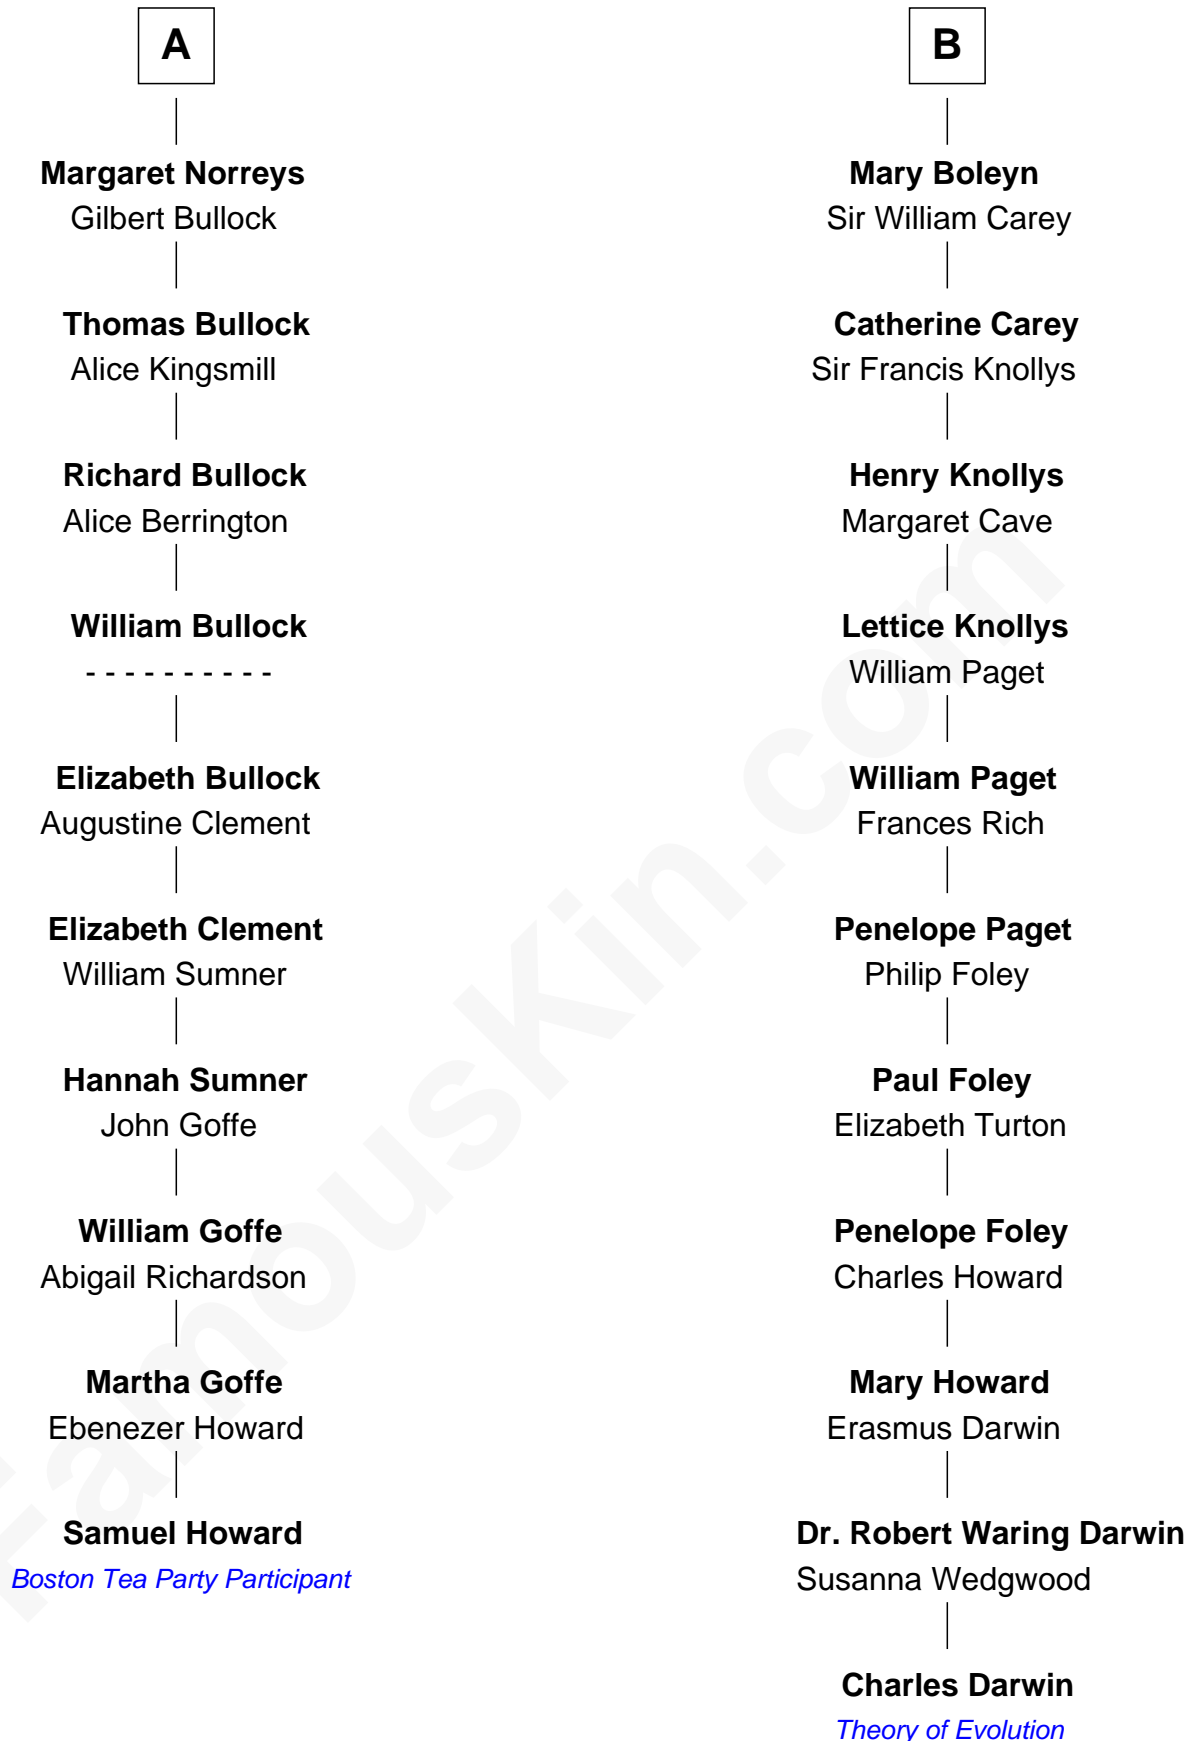 A
Margaret Norreys
Gilbert Bullock
Thomas Bullock
Alice Kingsmill
Richard Bullock
Alice Berrington
William Bullock
- - - - - - - - - -
Elizabeth Bullock
Augustine Clement
Elizabeth Clement
William Sumner
Hannah Sumner
John Goffe
William Goffe
Abigail Richardson
Martha Goffe
Ebenezer Howard
Samuel Howard
Boston Tea Party Participant
B
Mary Boleyn
Sir William Carey
Catherine Carey
Sir Francis Knollys
Henry Knollys
Margaret Cave
Lettice Knollys
William Paget
William Paget
Frances Rich
Penelope Paget
Philip Foley
Paul Foley
Elizabeth Turton
Penelope Foley
Charles Howard
Mary Howard
Erasmus Darwin
Dr. Robert Waring Darwin
Susanna Wedgwood
Charles Darwin
Theory of Evolution
FamousKin.com